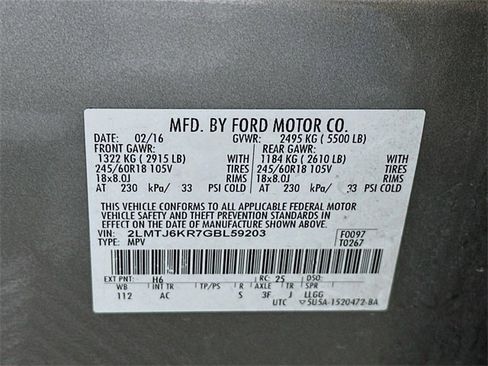 MFD. BY FORD MOTOR CO.
DATE: 02/16 GVWR: 2495 KG ( 5500 LB)
FRONT GAWR: REAR GAWR:
1322 KG ( 2915 LB) WITH 1184 KG ( 2610 LB) WITH
245/60R18 105V TIRES 245/60R18 105V TIRES
18x8.0J RIMS 18x8.0J RIMS
AT 230 kPa/ 33 PSI COLD AT 230 kPa/ 33 PSI COLD
THIS VEHICLE CONFORMS TO ALL APPLICABLE FEDERAL MOTOR
VEHICLE SAFETY AND BUMPER STANDARDS AND THEFT PREVENTION STANDARD IN
EFFECT ON THE DATE OF MANUFACTURE SHOWN ABOVE.
VIN: 2LMTJ6KR7GBL59203 F0097
TYPE: MPV T0267
EXT PNT: H6 RC: 25 DSO:
WB INT TR TP/PS R AXLE TR SPR
112 AC S 3F J LLGG
UTC 5U5A-1520472-BA